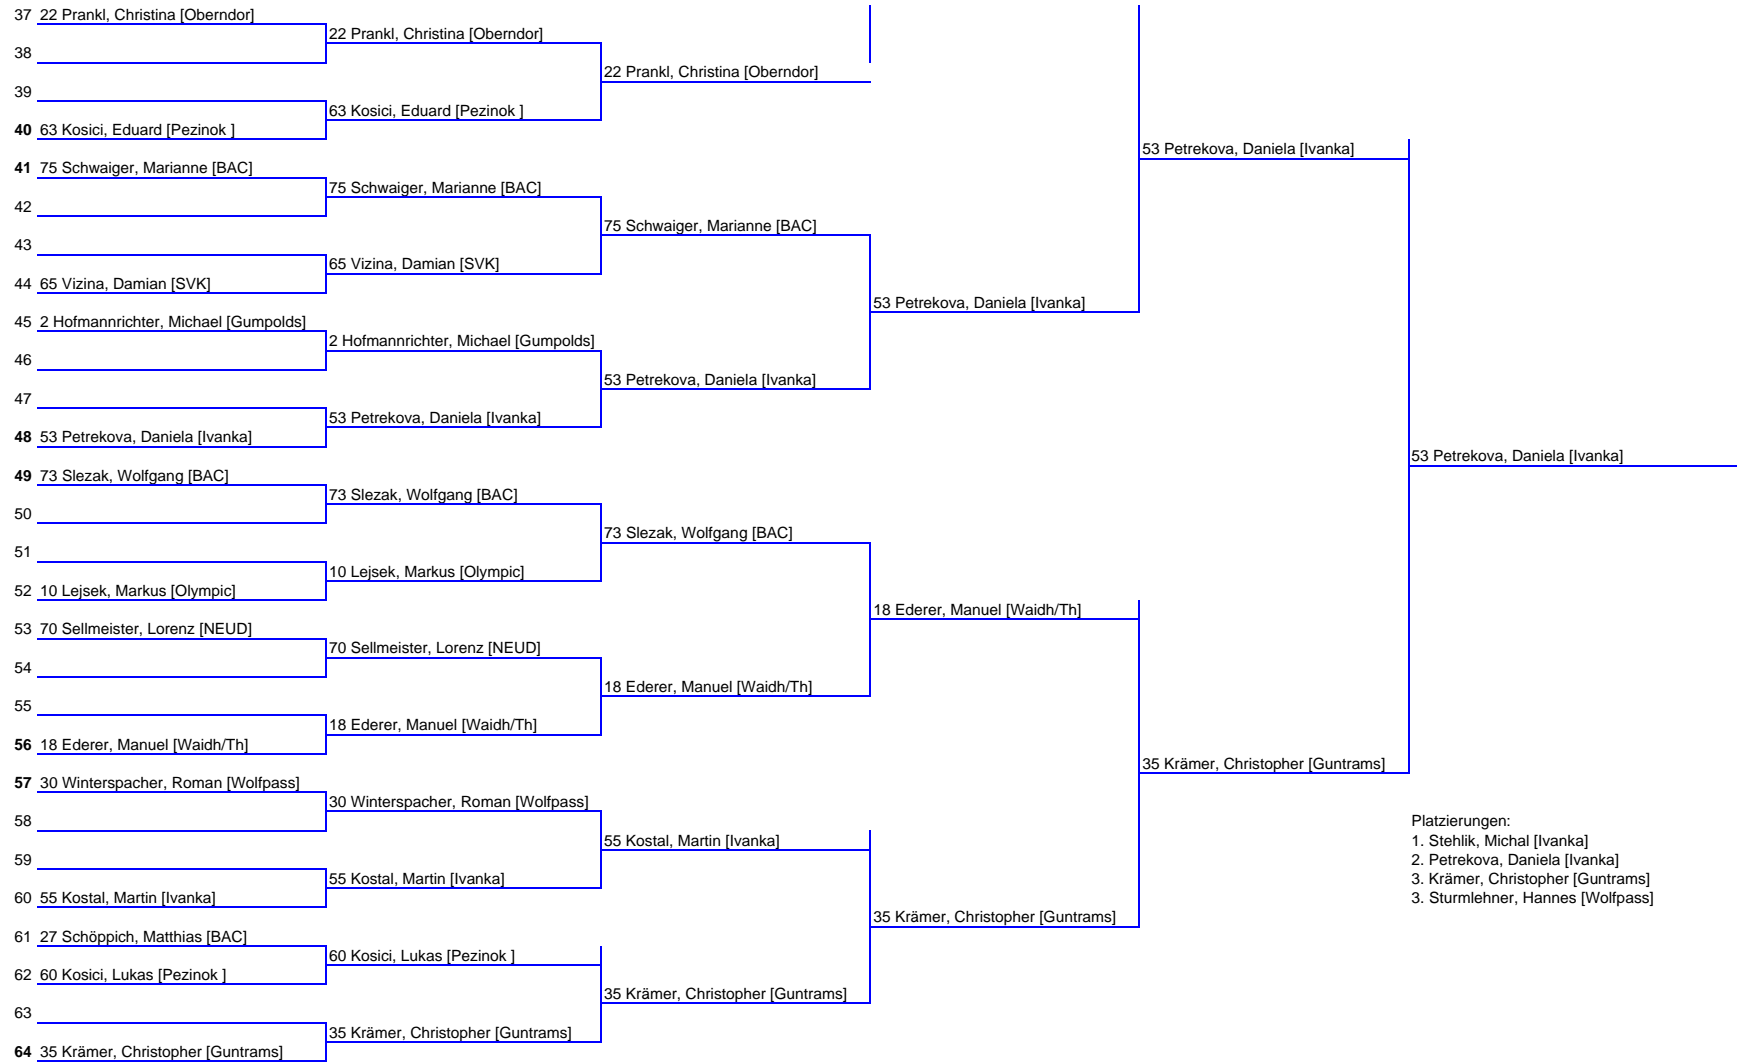 37 22 Prankl, Christina [Oberndor]
22 Prankl, Christina [Oberndor]
38
22 Prankl, Christina [Oberndor]
39
63 Kosici, Eduard [Pezinok ]
40 63 Kosici, Eduard [Pezinok ]
53 Petrekova, Daniela [Ivanka]
41 75 Schwaiger, Marianne [BAC]
75 Schwaiger, Marianne [BAC]
42
75 Schwaiger, Marianne [BAC]
43
65 Vizina, Damian [SVK]
44 65 Vizina, Damian [SVK]
53 Petrekova, Daniela [Ivanka]
45 2 Hofmannrichter, Michael [Gumpolds]
2 Hofmannrichter, Michael [Gumpolds]
46
53 Petrekova, Daniela [Ivanka]
47
53 Petrekova, Daniela [Ivanka]
48 53 Petrekova, Daniela [Ivanka]
53 Petrekova, Daniela [Ivanka]
49 73 Slezak, Wolfgang [BAC]
73 Slezak, Wolfgang [BAC]
50
73 Slezak, Wolfgang [BAC]
51
10 Lejsek, Markus [Olympic]
52 10 Lejsek, Markus [Olympic]
18 Ederer, Manuel [Waidh/Th]
53 70 Sellmeister, Lorenz [NEUD]
70 Sellmeister, Lorenz [NEUD]
54
18 Ederer, Manuel [Waidh/Th]
55
18 Ederer, Manuel [Waidh/Th]
56 18 Ederer, Manuel [Waidh/Th]
35 Krämer, Christopher [Guntrams]
57 30 Winterspacher, Roman [Wolfpass]
30 Winterspacher, Roman [Wolfpass]
58
55 Kostal, Martin [Ivanka]
59
55 Kostal, Martin [Ivanka]
60 55 Kostal, Martin [Ivanka]
35 Krämer, Christopher [Guntrams]
61 27 Schöppich, Matthias [BAC]
60 Kosici, Lukas [Pezinok ]
62 60 Kosici, Lukas [Pezinok ]
35 Krämer, Christopher [Guntrams]
63
35 Krämer, Christopher [Guntrams]
64 35 Krämer, Christopher [Guntrams]
Platzierungen:
1. Stehlik, Michal [Ivanka]
2. Petrekova, Daniela [Ivanka]
3. Krämer, Christopher [Guntrams]
3. Sturmlehner, Hannes [Wolfpass]